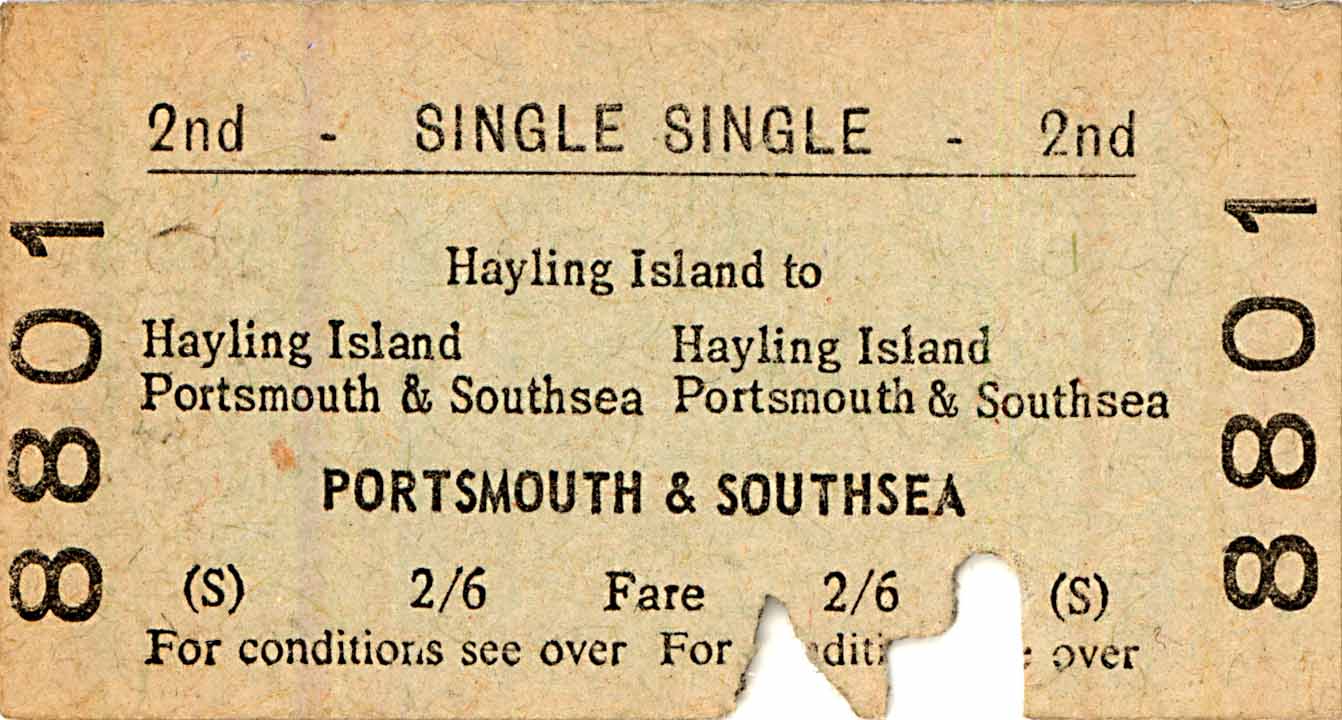 2nd - SINGLE SINGLE - 2nd
Hayling Island to
Hayling Island Hayling Island
Portsmouth & Southsea Portsmouth & Southsea
PORTSMOUTH & SOUTHSEA
(S) 2/6 Fare 2/6 (S)
For conditions see over For over
8801
8801